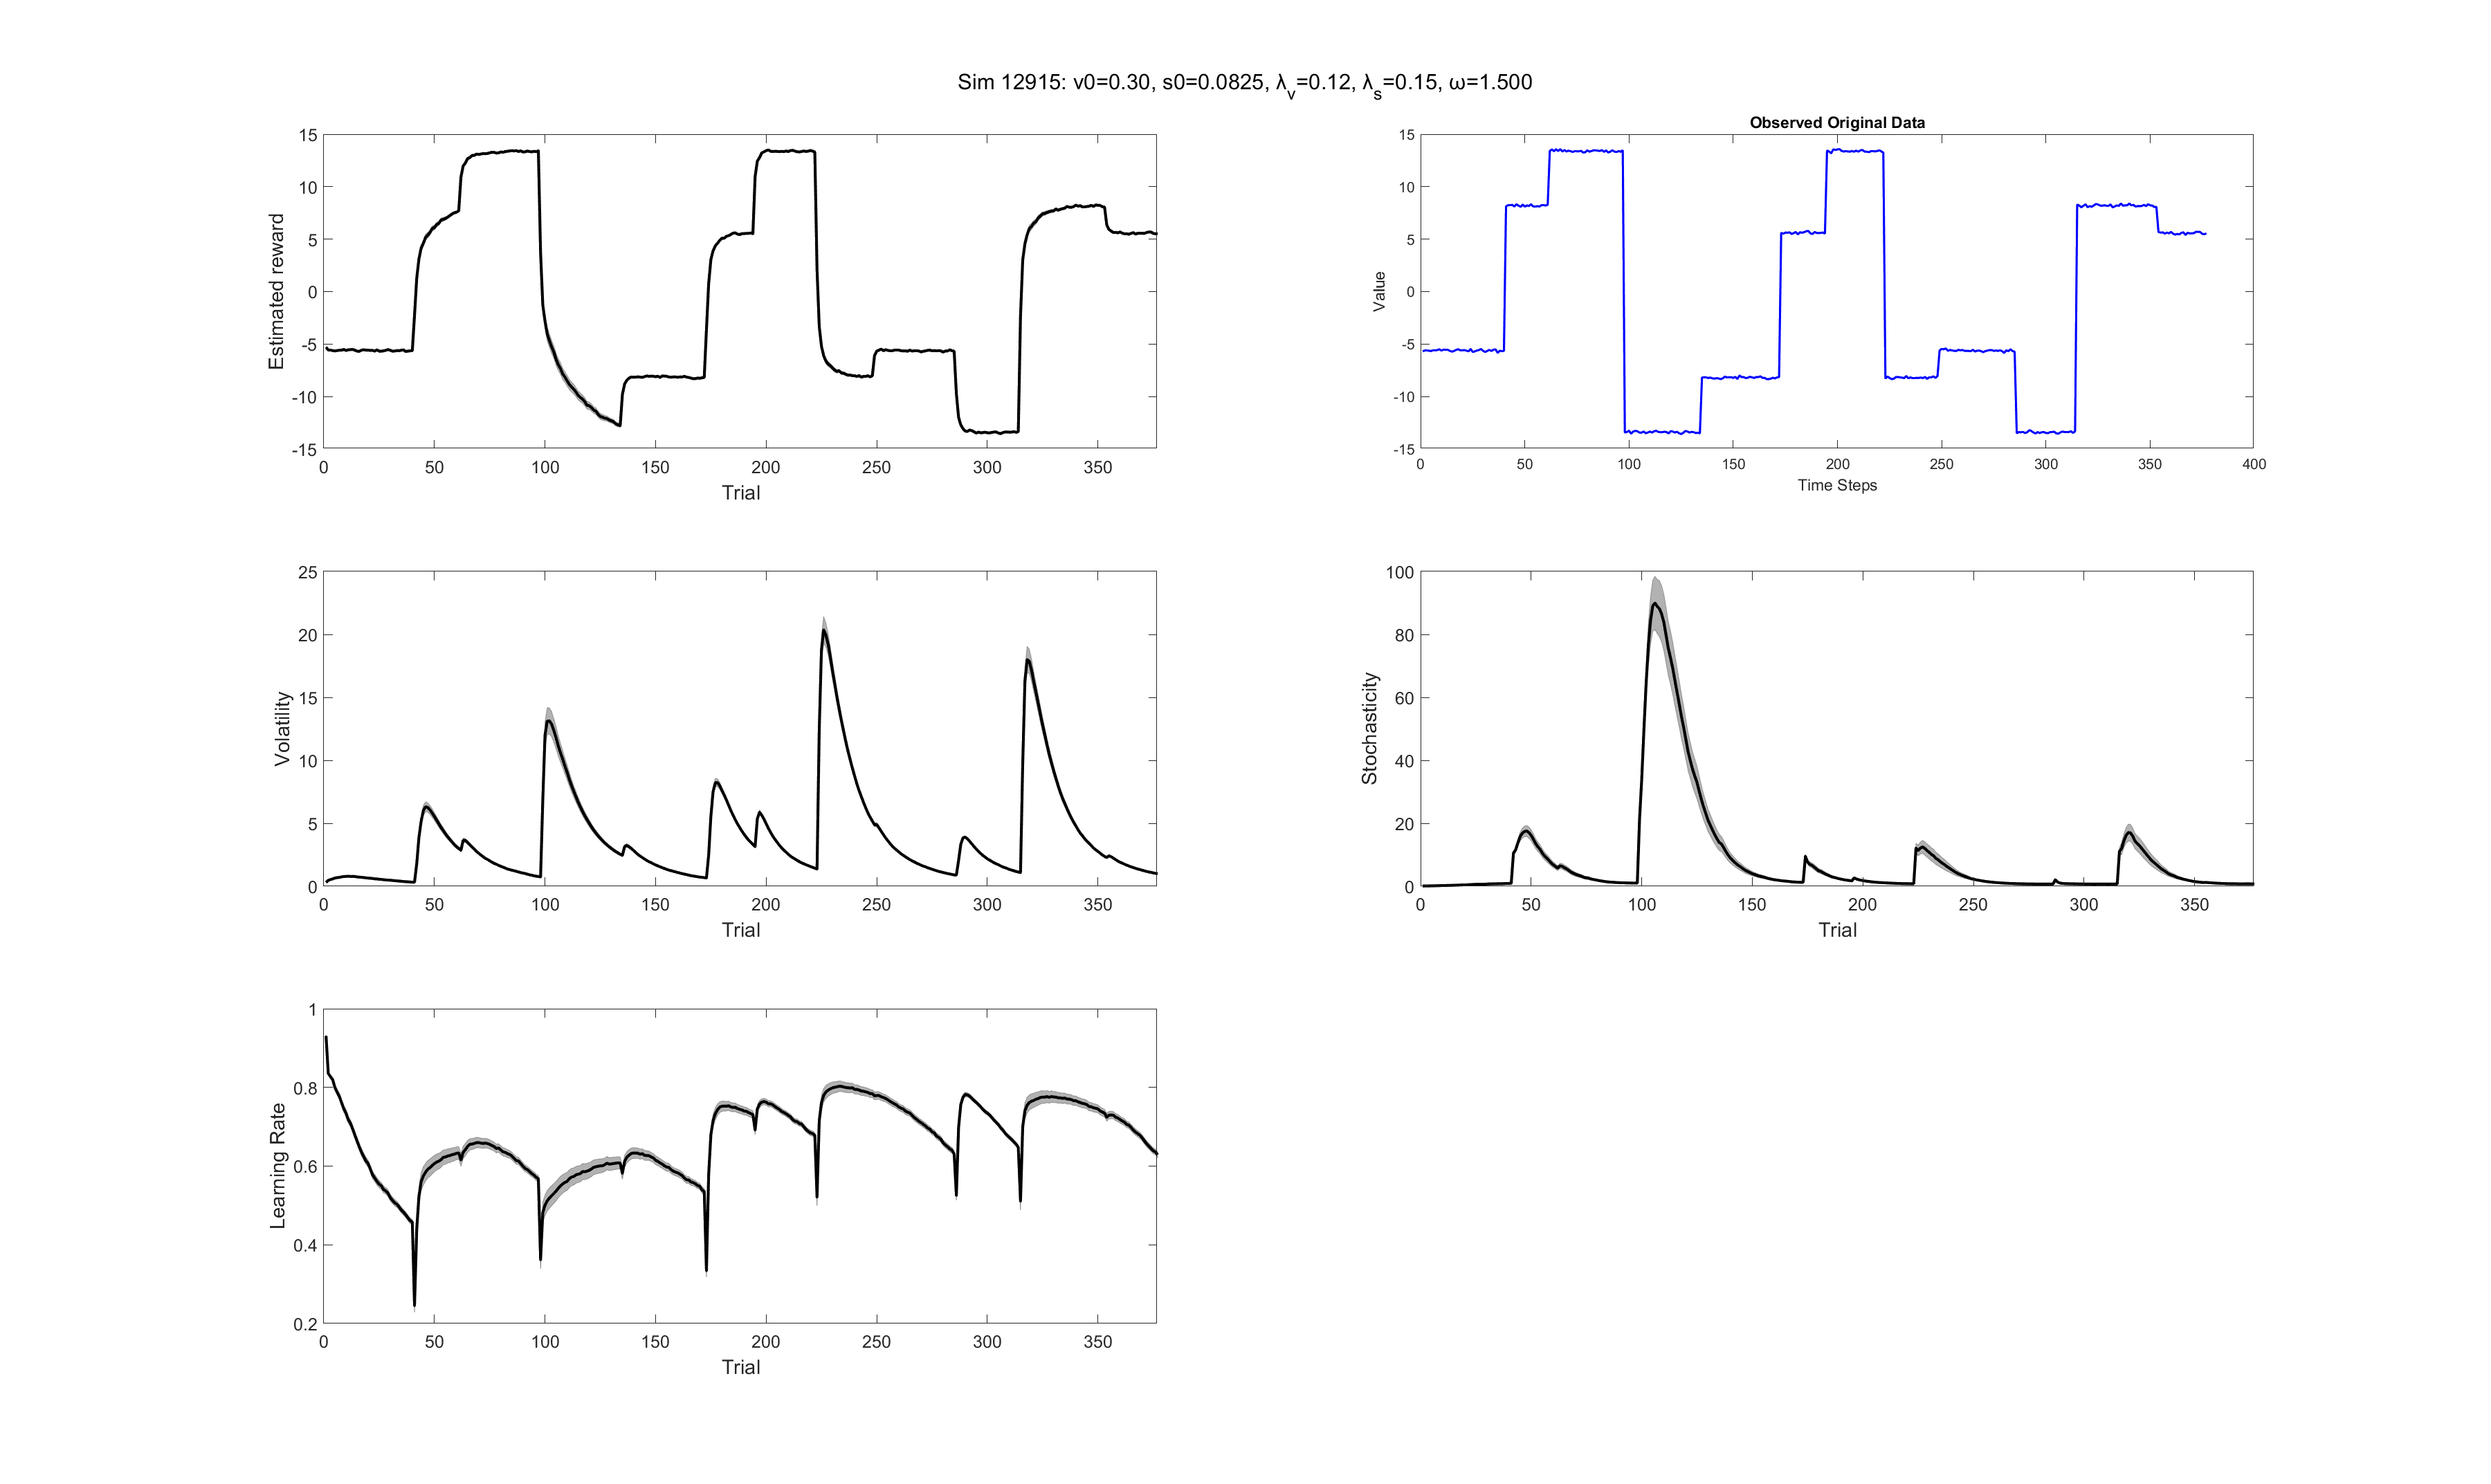 Sim 12915: v0=0.30, s0=0.0825, λv=0.12, λs=0.15, ω=1.500
15
10
5
0
-5
-10
-15
Estimated reward
0 50 100 150 200 250 300 350
Trial
Observed Original Data
15
10
5
0
-5
-10
-15
Value
0 50 100 150 200 250 300 350 400
Time Steps
25
20
15
10
5
0
Volatility
0 50 100 150 200 250 300 350
Trial
100
80
60
40
20
0
Stochasticity
0 50 100 150 200 250 300 350
Trial
1
0.8
0.6
0.4
0.2
Learning Rate
0 50 100 150 200 250 300 350
Trial